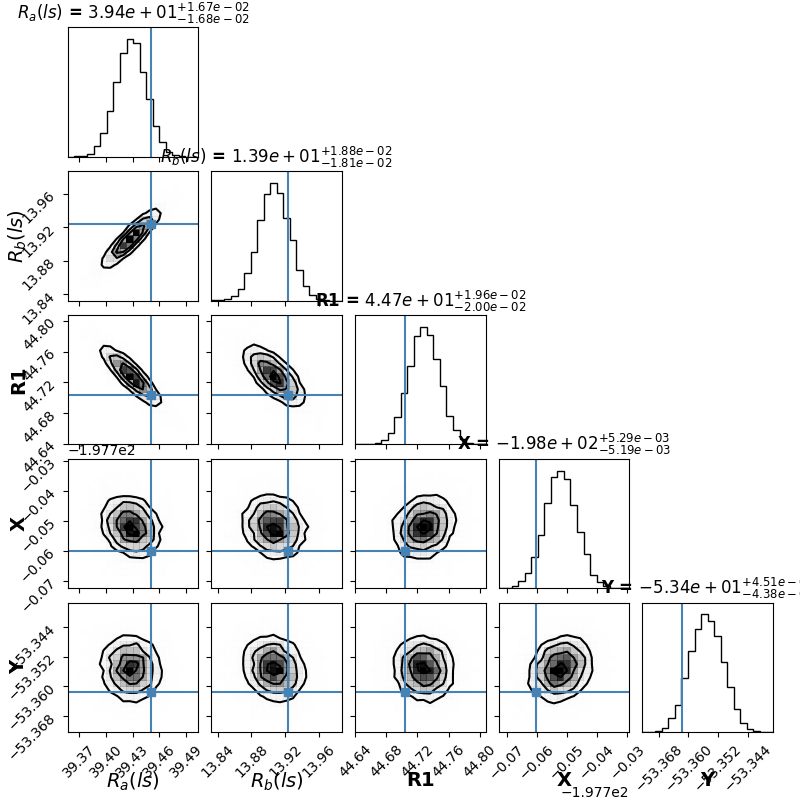 R_a(ls) = 3.94e + 01^{+1.67e−02}_{−1.68e−02}
R_b(ls) = 1.39e + 01^{+1.88e−02}_{−1.81e−02}
R_b(ls)
13.96
13.92
13.88
13.84
R1 = 4.47e + 01^{+1.96e−02}_{−2.00e−02}
R1
44.80
44.76
44.72
44.68
44.64
X = −1.98e + 02^{+5.29e−03}_{−5.19e−03}
−1.977e2
X
−0.03
−0.04
−0.05
−0.06
−0.07
Y = −5.34e + 01^{+4.51e−}_{−4.38e−}
Y
−53.344
−53.352
−53.360
−53.368
39.37 39.40 39.43 39.46 39.49
13.84 13.88 13.92 13.96
44.64 44.68 44.72 44.76 44.80
−0.07 −0.06 −0.05 −0.04 −0.03
−53.368 −53.360 −53.352 −53.344
R_a(ls) R_b(ls) R1 X Y
−1.977e2